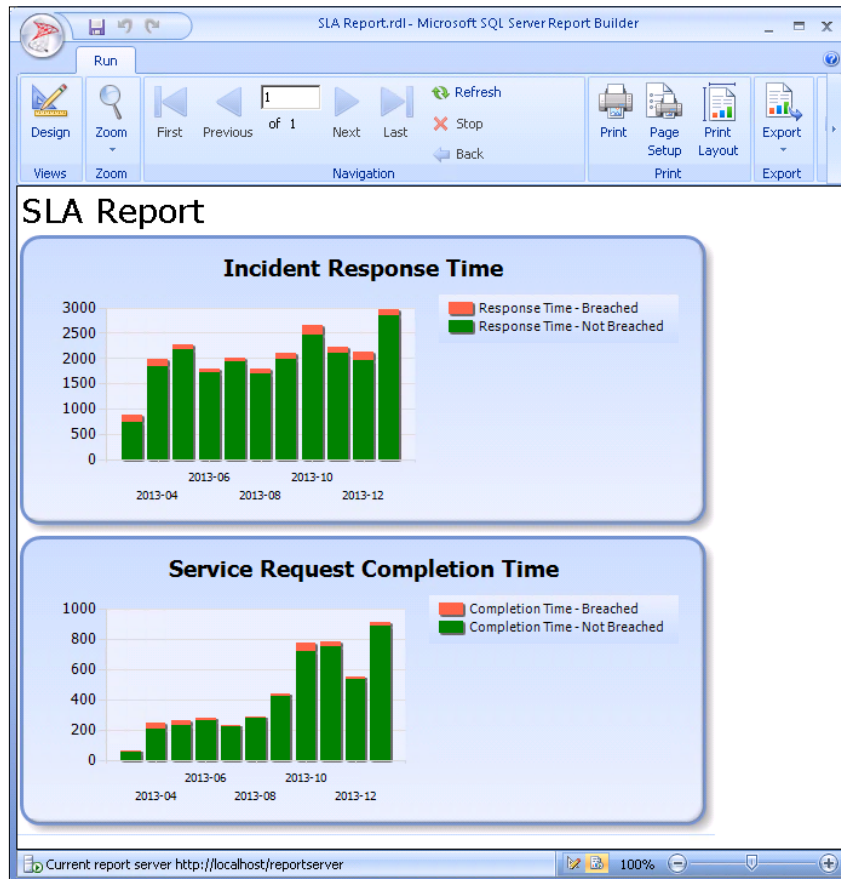 SLA Report.rdl - Microsoft SQL Server Report Builder
Run
Design
Zoom
First
Previous
1
of 1
Next
Last
Refresh
Stop
Back
Print
Page Setup
Print Layout
Export
Views
Zoom
Navigation
Print
Export
SLA Report
Incident Response Time
3000
2500
2000
1500
1000
500
0
2013-06 2013-10
2013-04 2013-08 2013-12
Response Time - Breached
Response Time - Not Breached
Service Request Completion Time
1000
800
600
400
200
0
2013-06 2013-10
2013-04 2013-08 2013-12
Completion Time - Breached
Completion Time - Not Breached
Current report server http://localhost/reportserver
100%